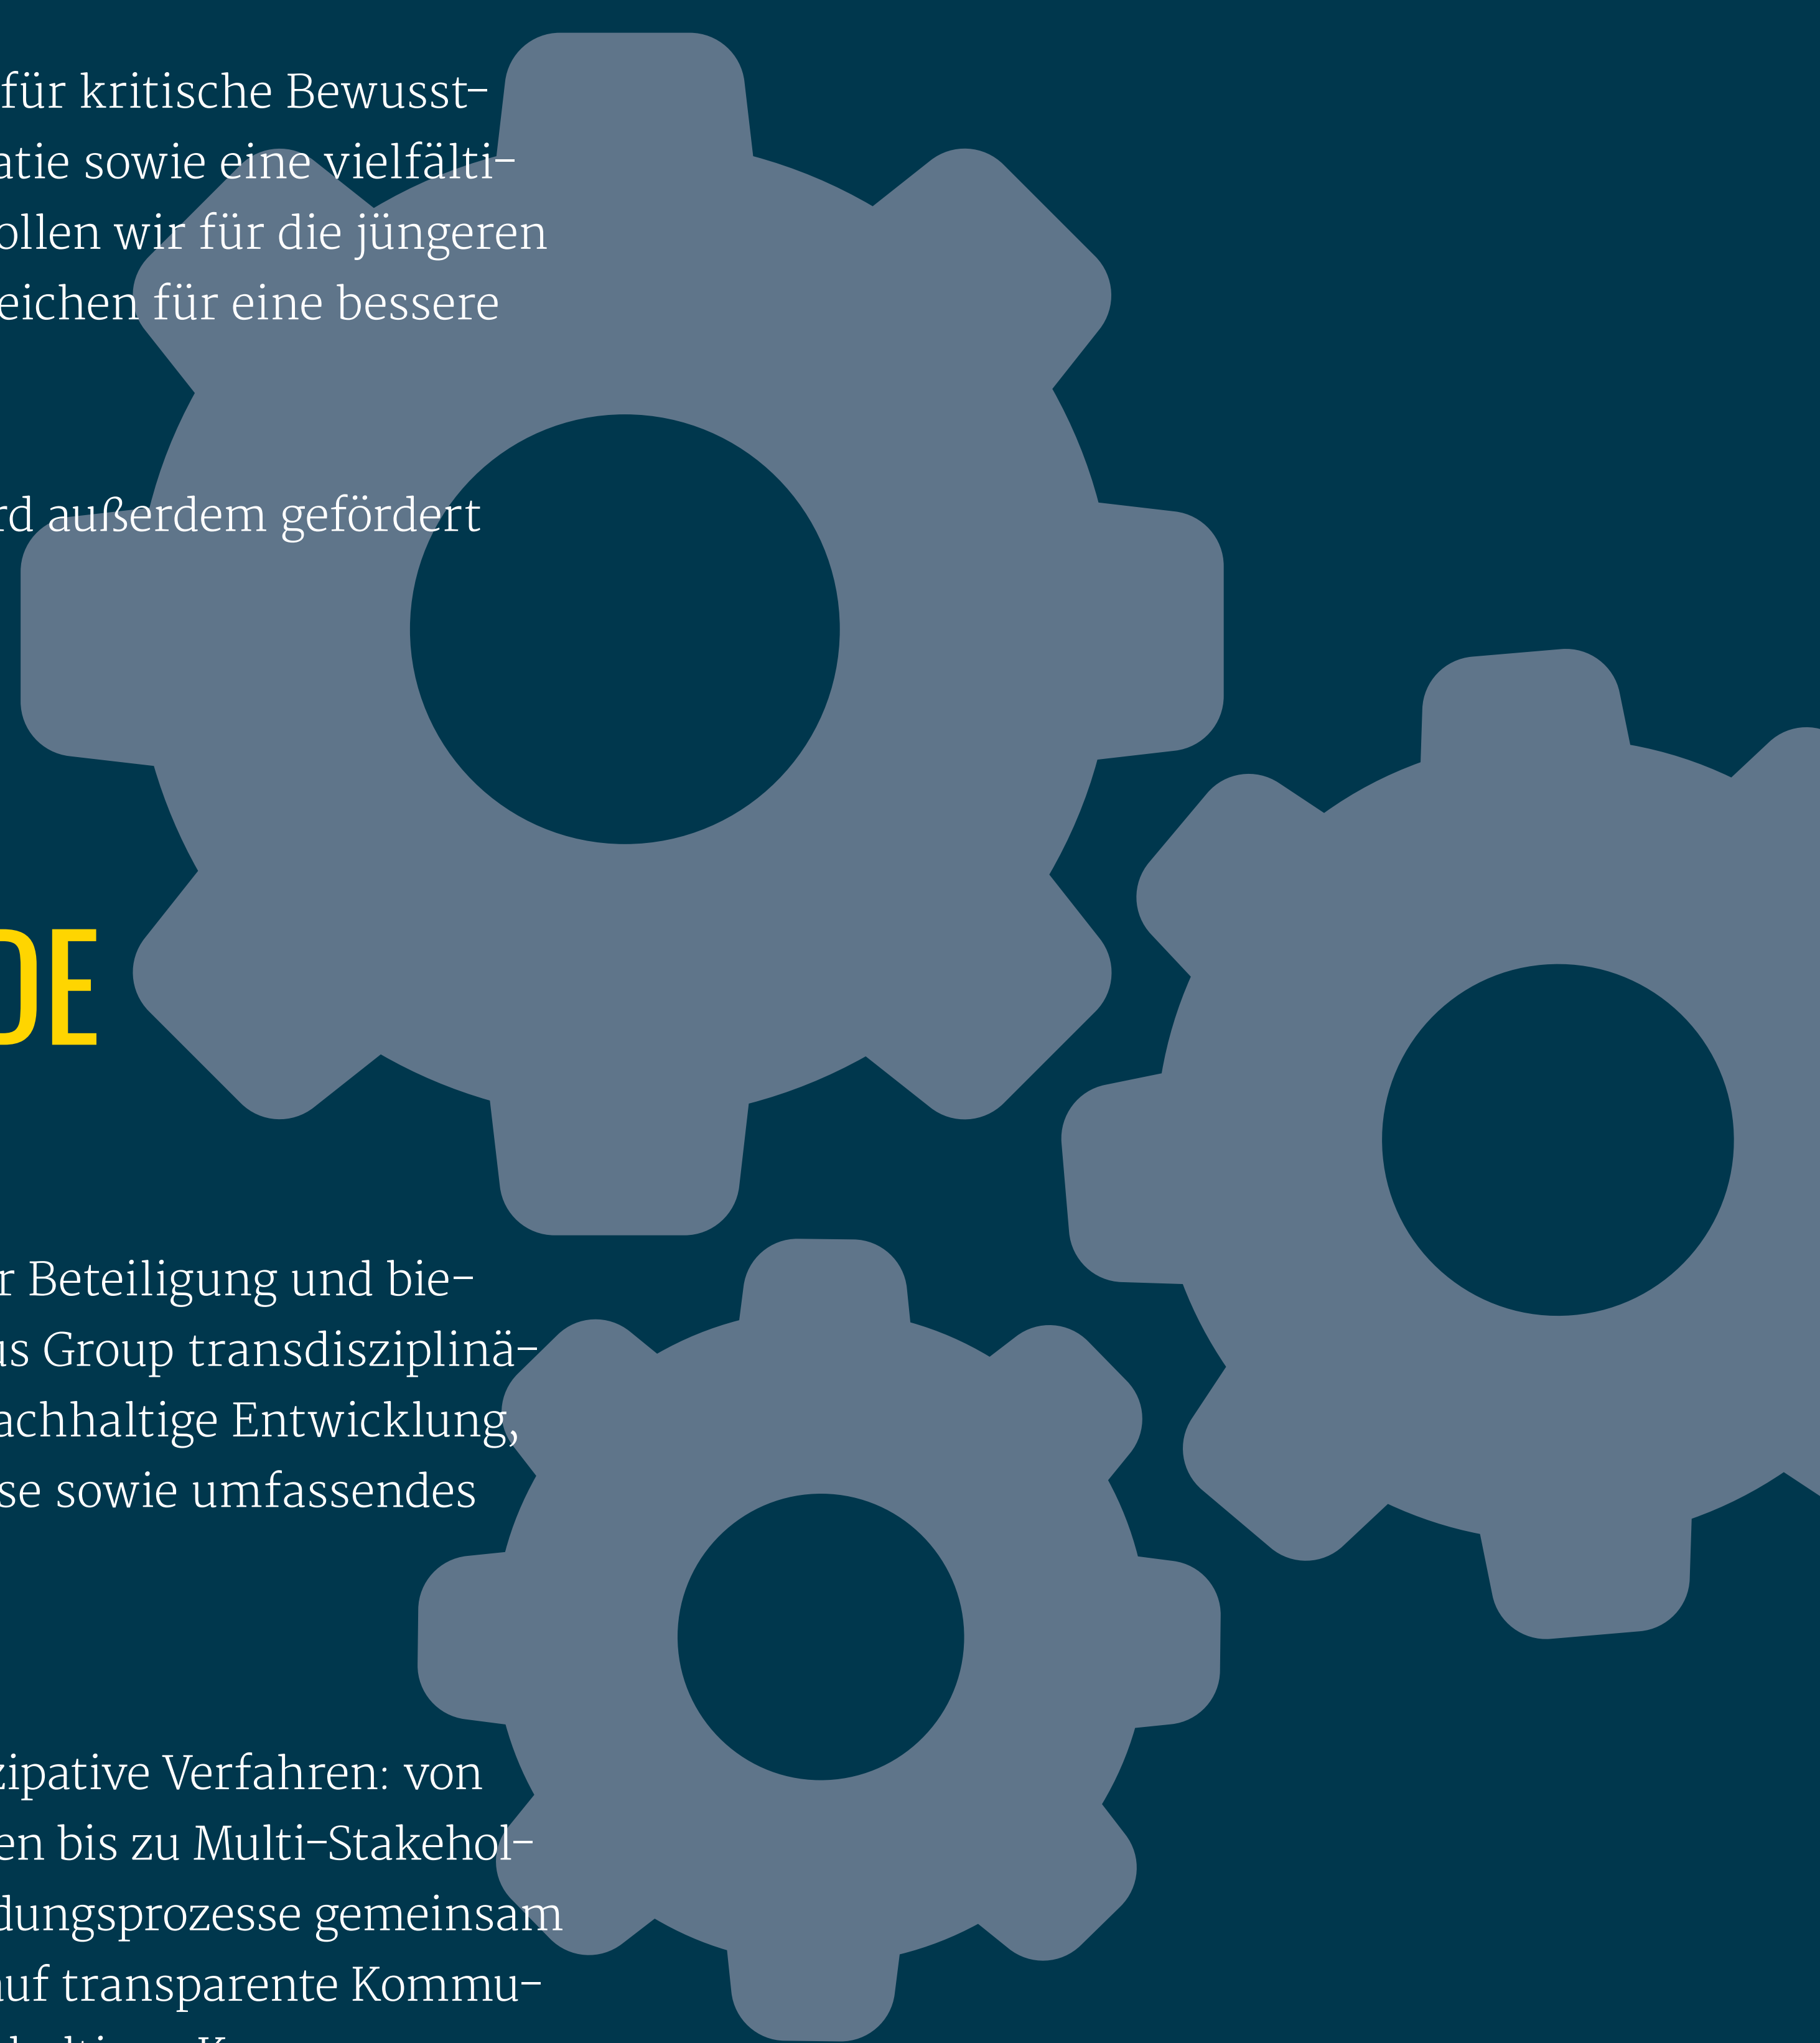 für kritische Bewusst-
atie sowie eine vielfälti-
ollen wir für die jüngeren
eichen für eine bessere
rd außerdem gefördert
DE
r Beteiligung und bie-
us Group transdisziplinä-
achhaltige Entwicklung,
se sowie umfassendes
zipative Verfahren: von
en bis zu Multi-Stakehol-
dungsprozesse gemeinsam
auf transparente Kommu-